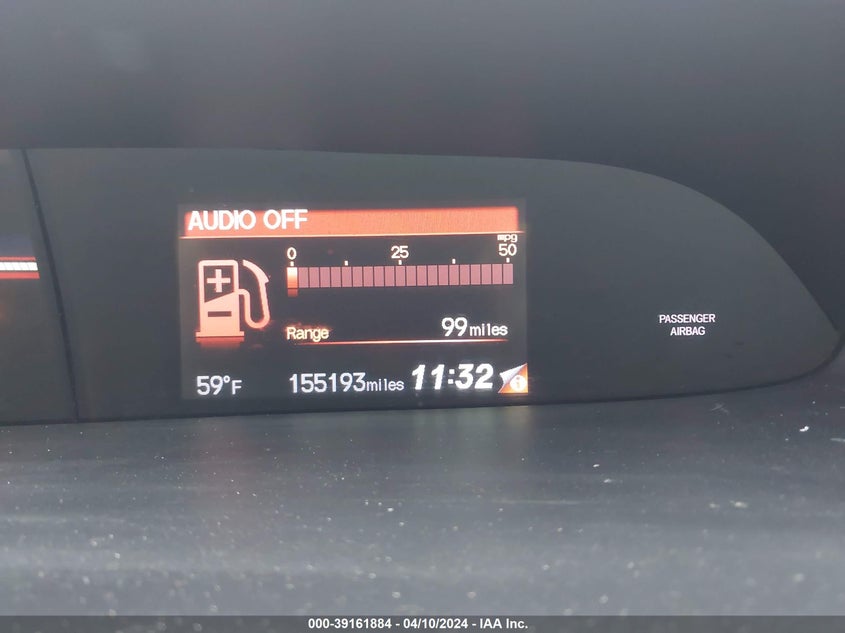 AUDIO OFF
mpg
0 25 50
Range 99 miles
59°F 155193 miles 11:32
i
PASSENGER
AIRBAG
000-39161884 - 04/10/2024 - IAA Inc.